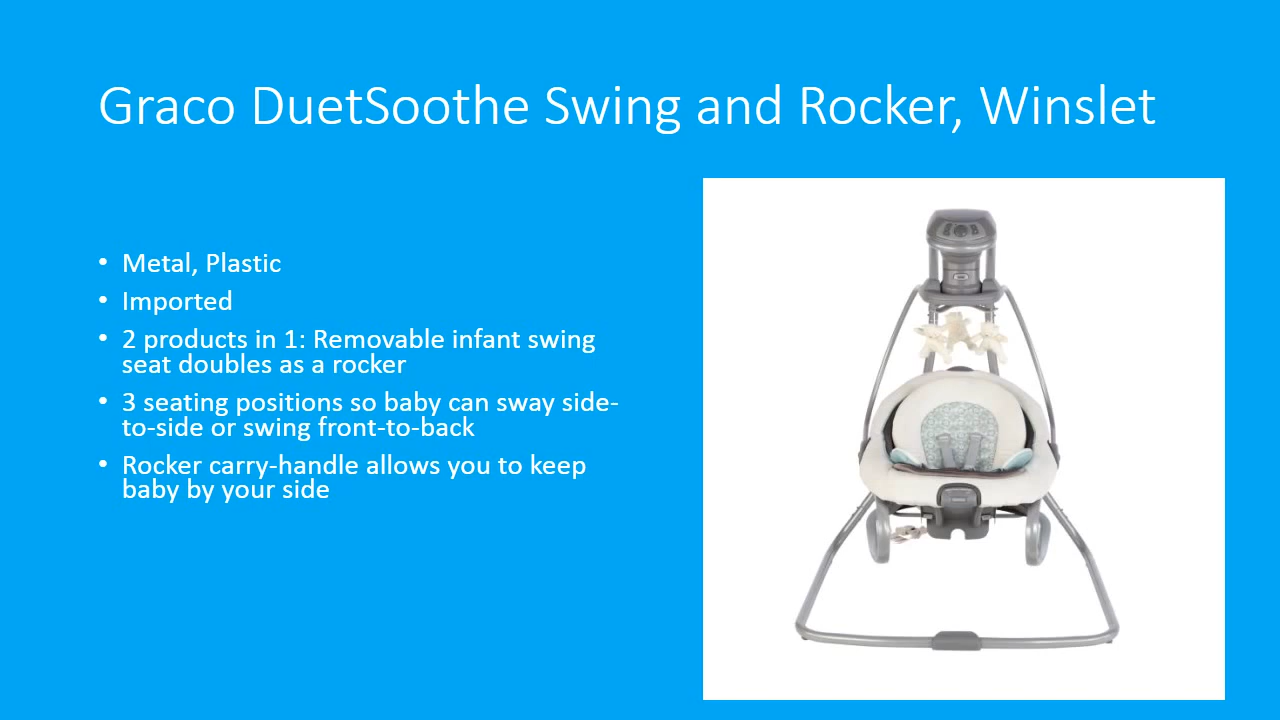 Graco DuetSoothe Swing and Rocker, Winslet
• Metal, Plastic
• Imported
• 2 products in 1: Removable infant swing
seat doubles as a rocker
• 3 seating positions so baby can sway side-
to-side or swing front-to-back
• Rocker carry-handle allows you to keep
baby by your side